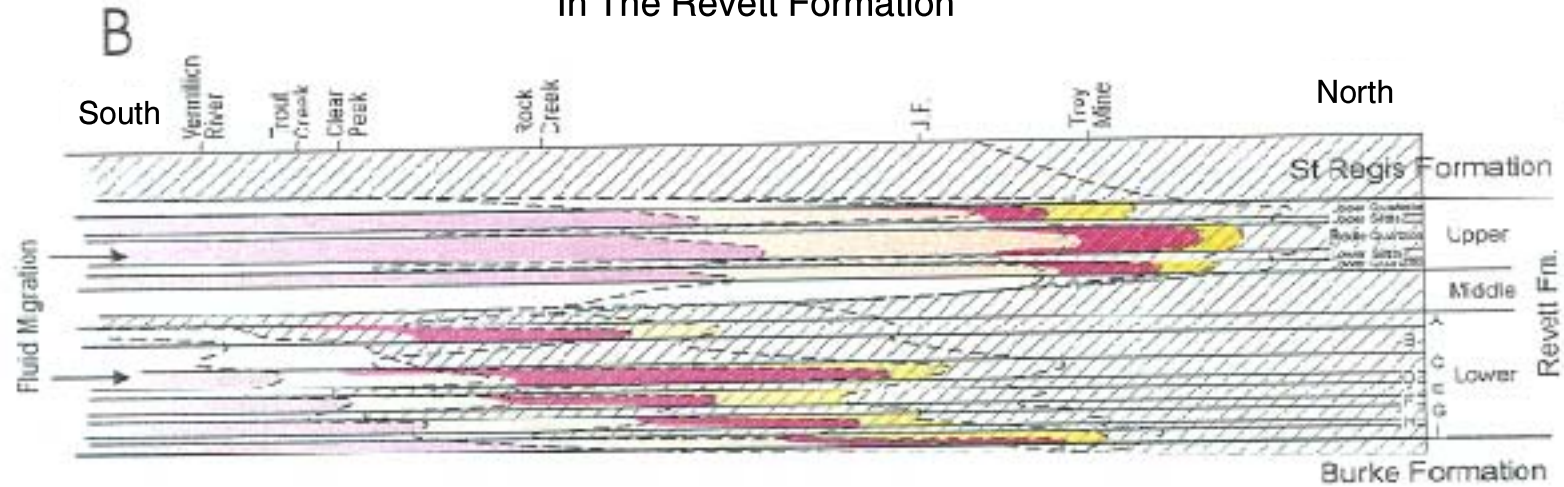 In The Revett Formation
B
South
Vermilion
River
Trout
Creek
Clear
Peak
Rock
Creek
J.F.
Troy
Mine
North
St Regis Formation
Upper
Middle
Lower
Revett Fm.
Fluid Migration
Burke Formation